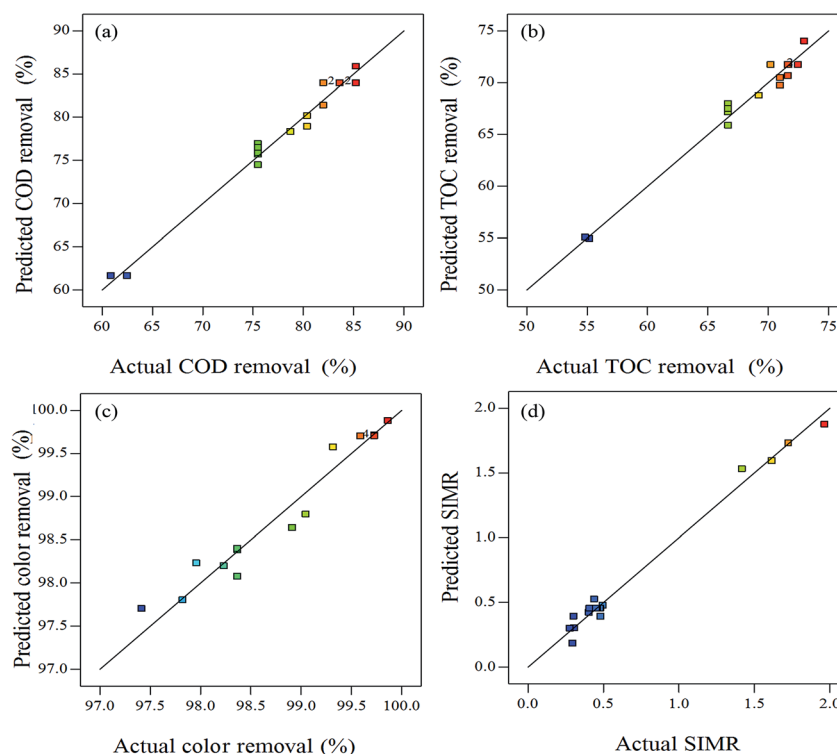 (a)
90
85
80
75
70
65
60
Predicted COD removal (%)
60 65 70 75 80 85 90
2 2
Actual COD removal (%)
(b)
75
70
65
60
55
50
Predicted TOC removal (%)
50 55 60 65 70 75
2
Actual TOC removal (%)
(c)
100.0
99.5
99.0
98.5
98.0
97.5
97.0
Predicted color removal (%)
97.0 97.5 98.0 98.5 99.0 99.5 100.0
4
Actual color removal (%)
(d)
2.0
1.5
1.0
0.5
0.0
Predicted SIMR
0.0 0.5 1.0 1.5 2.0
Actual SIMR